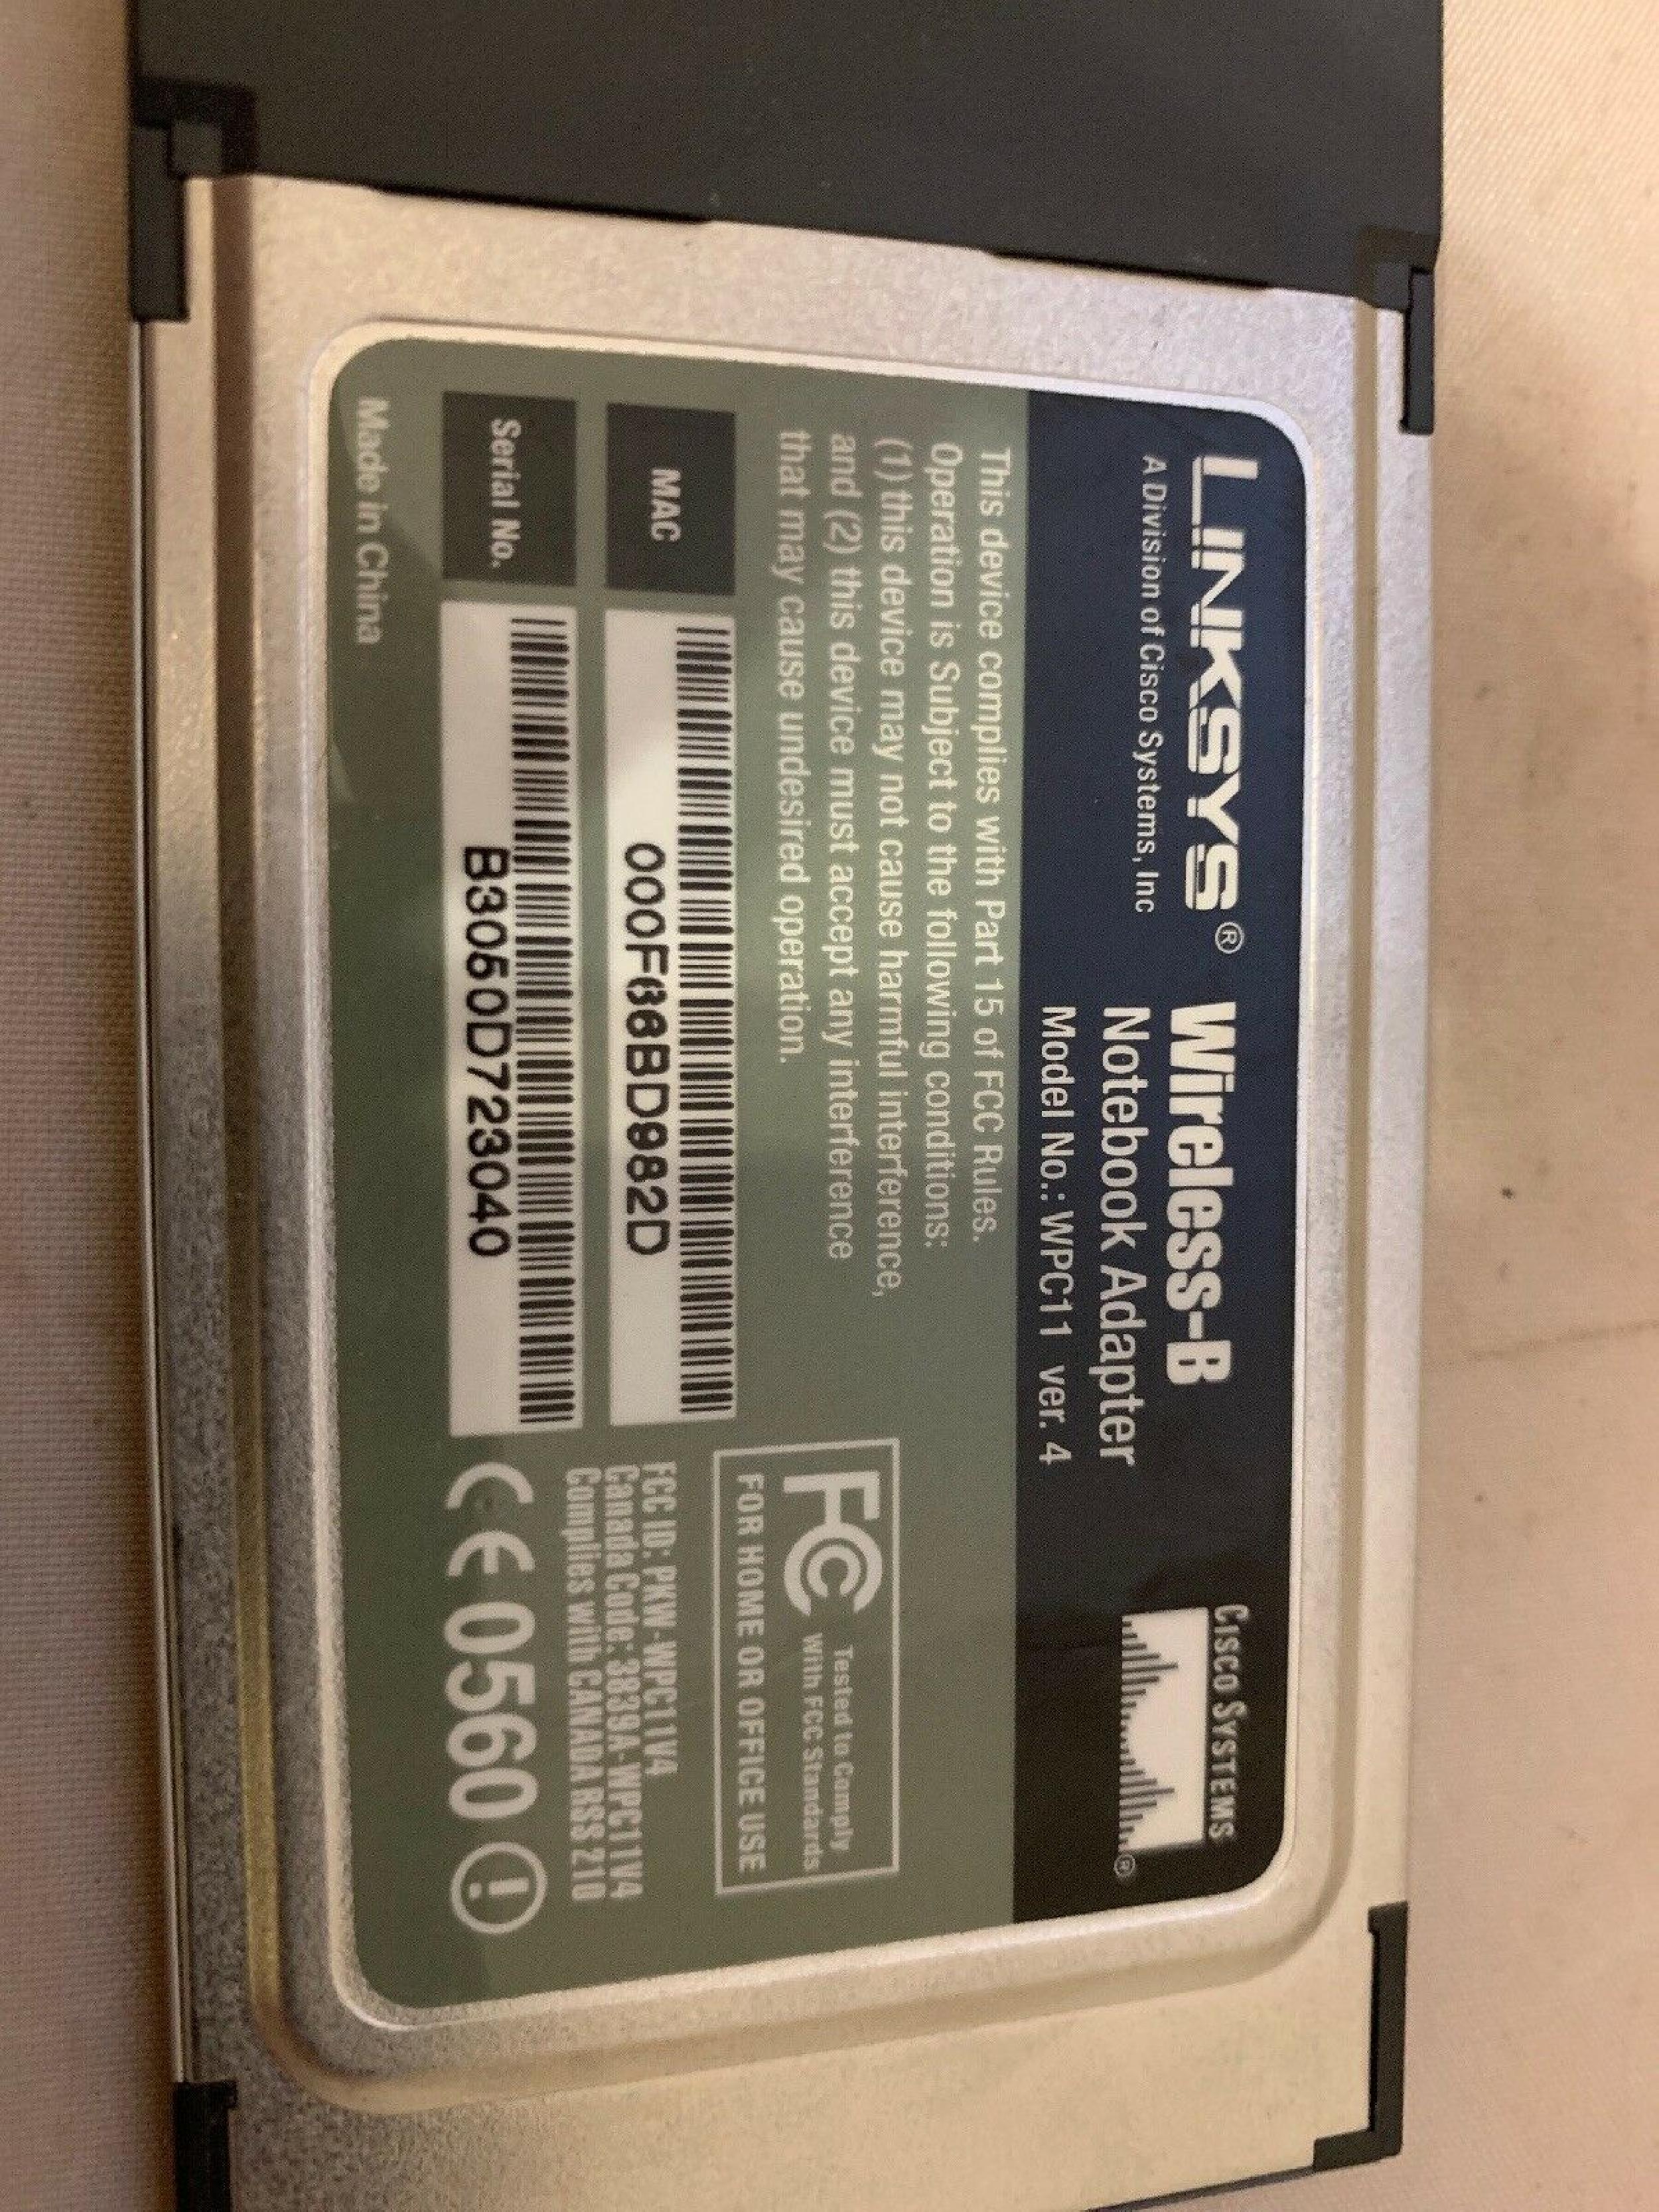 LINKSYS® Wireless-B
A Division of Cisco Systems, Inc
Notebook Adapter
Model No.: WPC11 ver. 4
CISCO SYSTEMS
®
This device complies with Part 15 of FCC Rules.
Operation is Subject to the following conditions:
(1) this device may not cause harmful interference,
and (2) this device must accept any interference
that may cause undesired operation.
FC Tested to Comply
With FCC Standards
FOR HOME OR OFFICE USE
MAC
000F66BD982D
Serial No.
B3050D723040
FCC ID: PKW-WPC11V4
Canada Code: 3839A-WPC11V4
Complies with CANADA RSS 210
CE 0560 !
Made in China